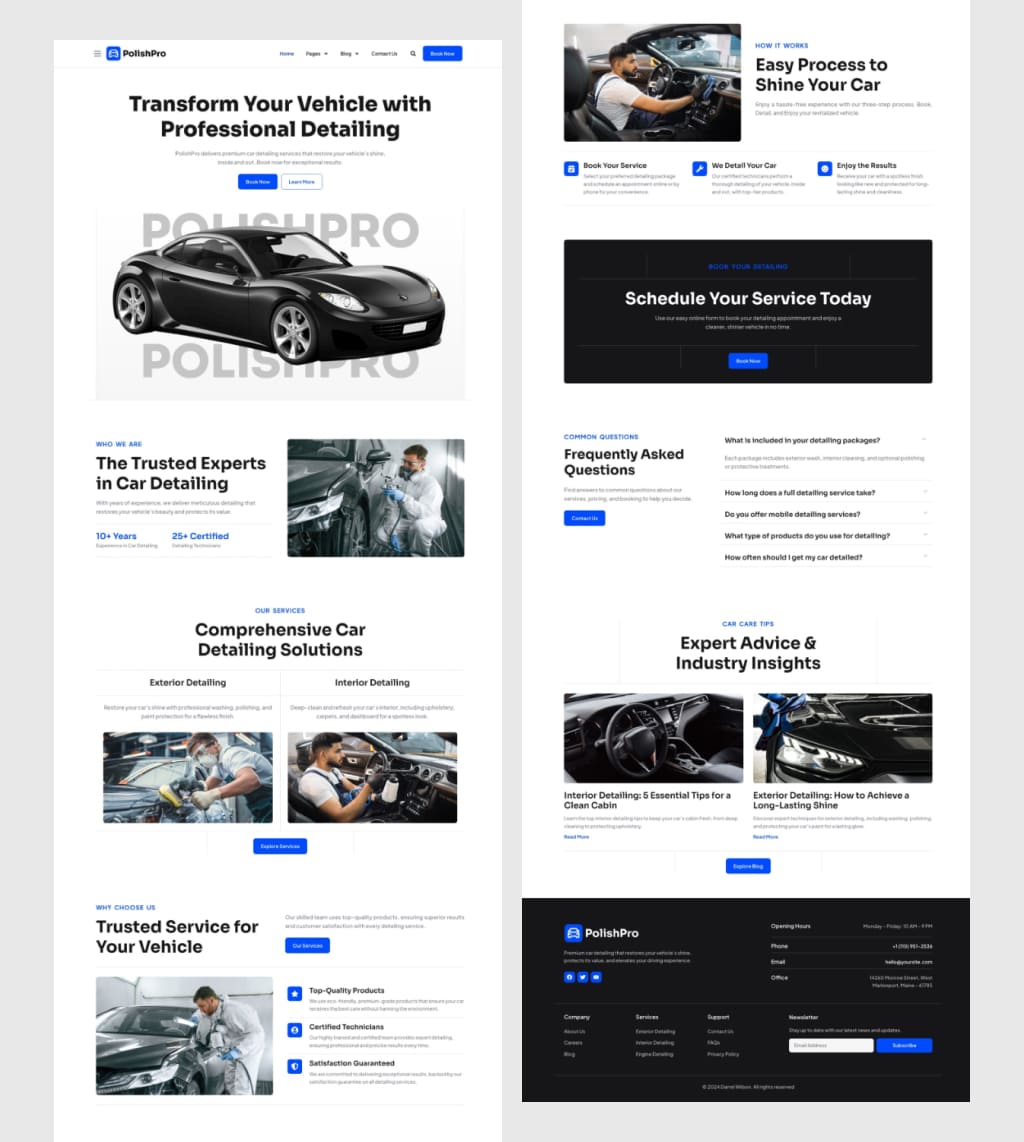 PolishPro
Home Pages Blog Contact Us Book Now
Transform Your Vehicle with
Professional Detailing
PolishPro delivers premium car detailing services that restore your vehicle's shine,
inside and out. Book now for exceptional results.
Book Now Learn More
POLISHPRO
POLISHPRO
WHO WE ARE
The Trusted Experts
in Car Detailing
With years of experience, we deliver meticulous detailing that
restores your vehicle's beauty and protects its value.
10+ Years 25+ Certified
Experience in Car Detailing Detailing Technicians
OUR SERVICES
Comprehensive Car
Detailing Solutions
Exterior Detailing
Restore your car's shine with professional washing, polishing, and
paint protection for a flawless finish.
Interior Detailing
Deep-clean and refresh your car's interior, including upholstery,
carpets, and dashboard for a spotless look.
Explore Services
WHY CHOOSE US
Trusted Service for
Your Vehicle
Our skilled team uses top-quality products, ensuring superior results
and customer satisfaction with every detailing service.
Our Services
Top-Quality Products
We use eco-friendly, premium-grade products that ensure your car
receives the best care without harming the environment.
Certified Technicians
Our highly trained and certified team provides expert detailing,
ensuring professional and precise results every time.
Satisfaction Guaranteed
We are committed to delivering exceptional results, backed by our
satisfaction guarantee on all detailing services.
HOW IT WORKS
Easy Process to
Shine Your Car
Enjoy a hassle-free experience with our three-step process. Book,
Detail, and Enjoy your revitalized vehicle.
Book Your Service
Select your preferred detailing package
and schedule an appointment online or by
phone for your convenience.
We Detail Your Car
Our certified technicians perform a
thorough detailing of your vehicle, inside
and out, with top-tier products.
Enjoy the Results
Receive your car with a spotless finish,
looking like new and protected for long-
lasting shine and cleanliness.
BOOK YOUR DETAILING
Schedule Your Service Today
Use our easy online form to book your detailing appointment and enjoy a
cleaner, shinier vehicle in no time.
Book Now
COMMON QUESTIONS
Frequently Asked
Questions
Find answers to common questions about our
services, pricing, and booking to help you decide.
Contact Us
What is included in your detailing packages?
Each package includes exterior wash, interior cleaning, and optional polishing
or protective treatments.
How long does a full detailing service take?
Do you offer mobile detailing services?
What type of products do you use for detailing?
How often should I get my car detailed?
CAR CARE TIPS
Expert Advice &
Industry Insights
Interior Detailing: 5 Essential Tips for a
Clean Cabin
Learn the top interior detailing tips to keep your car's cabin fresh, from deep
cleaning to protecting upholstery.
Read More
Exterior Detailing: How to Achieve a
Long-Lasting Shine
Discover expert techniques for exterior detailing, including washing, polishing,
and protecting your car's paint for a lasting glow.
Read More
Explore Blog
PolishPro
Premium car detailing that restores your vehicle's shine,
protects its value, and elevates your driving experience.
Opening Hours Monday - Friday: 10 AM - 9 PM
Phone +1 (110) 951-2536
Email hello@yoursite.com
Office 14260 Monroe Street, West
Marlenport, Maine - 41785
Company
About Us
Careers
Blog
Services
Exterior Detailing
Interior Detailing
Engine Detailing
Support
Contact Us
FAQs
Privacy Policy
Newsletter
Stay up to date with our latest news and updates.
Email Address Subscribe
© 2024 Darrel Wilson. All rights reserved